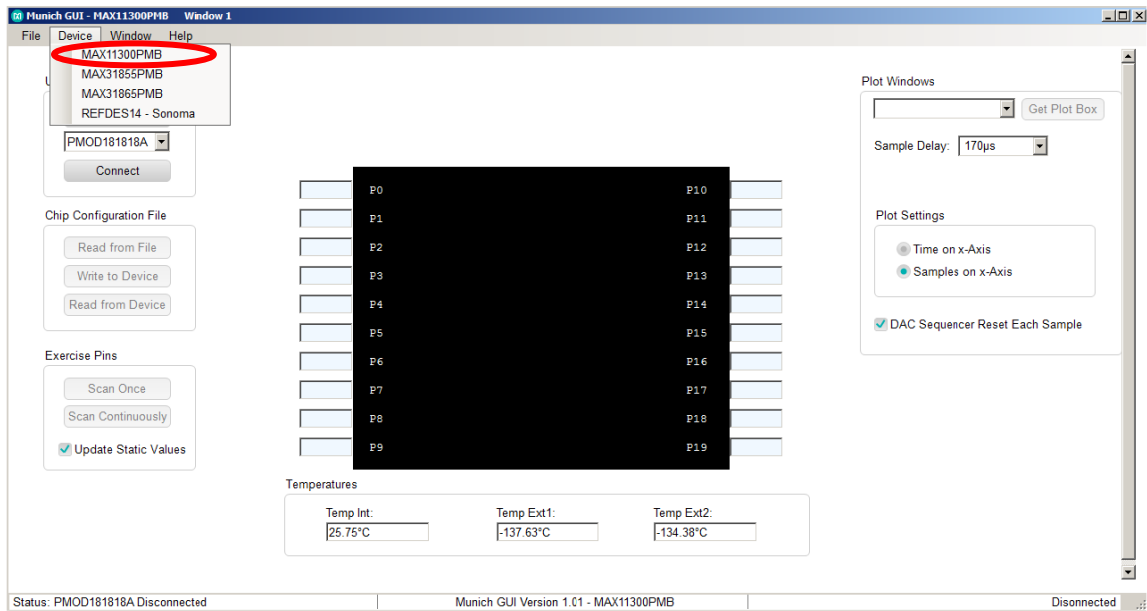 Munich GUI - MAX11300PMB Window 1
File Device Window Help
MAX11300PMB
MAX31855PMB
MAX31865PMB
REFDES14 - Sonoma
U
PMOD181818A
Connect
Chip Configuration File
Read from File
Write to Device
Read from Device
Exercise Pins
Scan Once
Scan Continuously
Update Static Values
P0 P10
P1 P11
P2 P12
P3 P13
P4 P14
P5 P15
P6 P16
P7 P17
P8 P18
P9 P19
Temperatures
Temp Int: Temp Ext1: Temp Ext2:
25.75°C -137.63°C -134.38°C
Plot Windows
Get Plot Box
Sample Delay: 170µs
Plot Settings
Time on x-Axis
Samples on x-Axis
DAC Sequencer Reset Each Sample
Status: PMOD181818A Disconnected Munich GUI Version 1.01 - MAX11300PMB Disonnected